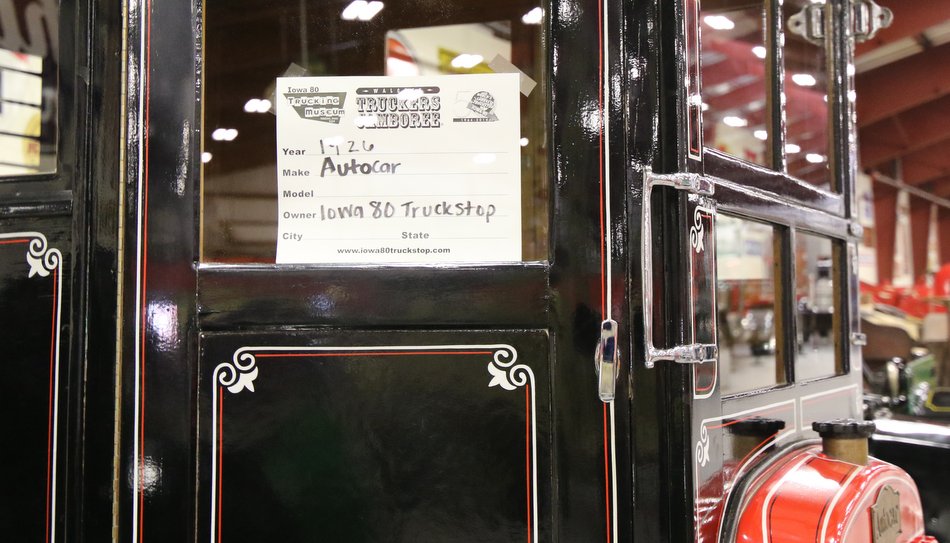 Iowa 80
TRUCKING
MUSEUM
TRUCKERS
JAMBOREE
Year 1926
Make Autocar
Model
Owner Iowa 80 Truckstop
City State
www.iowa80truckstop.com
Autocar